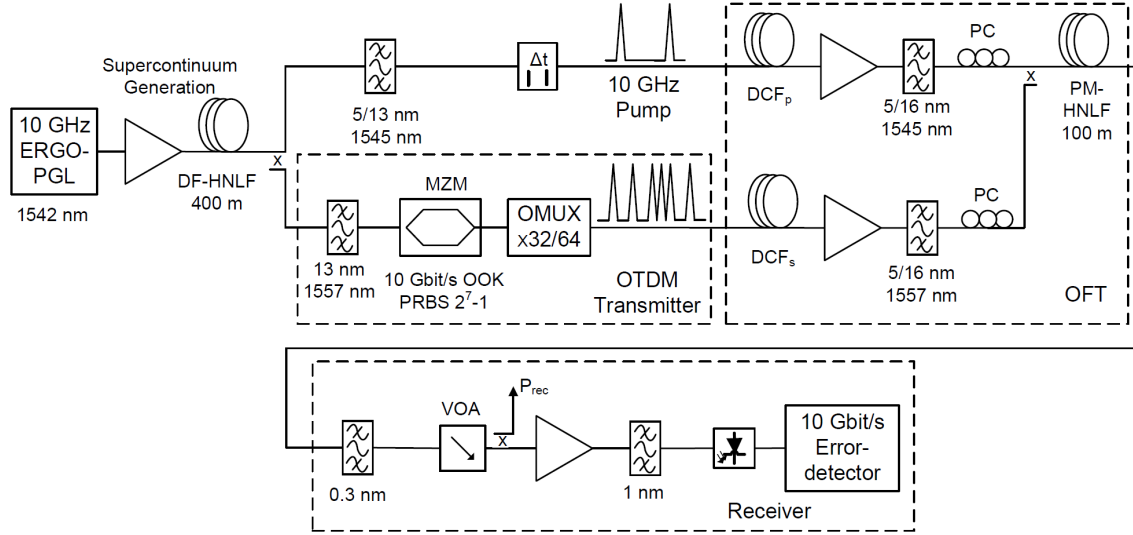 Supercontinuum
Generation
10 GHz
ERGO-
PGL
1542 nm
DF-HNLF
400 m
x
5/13 nm
1545 nm
Δt
10 GHz
Pump
DCFp
5/16 nm
1545 nm
PC
x
PM-
HNLF
100 m
13 nm
1557 nm
MZM
10 Gbit/s OOK
PRBS 2⁷-1
OMUX
x32/64
OTDM
Transmitter
DCFs
5/16 nm
1557 nm
PC
OFT
0.3 nm
VOA
Prec
x
1 nm
10 Gbit/s
Error-
detector
Receiver